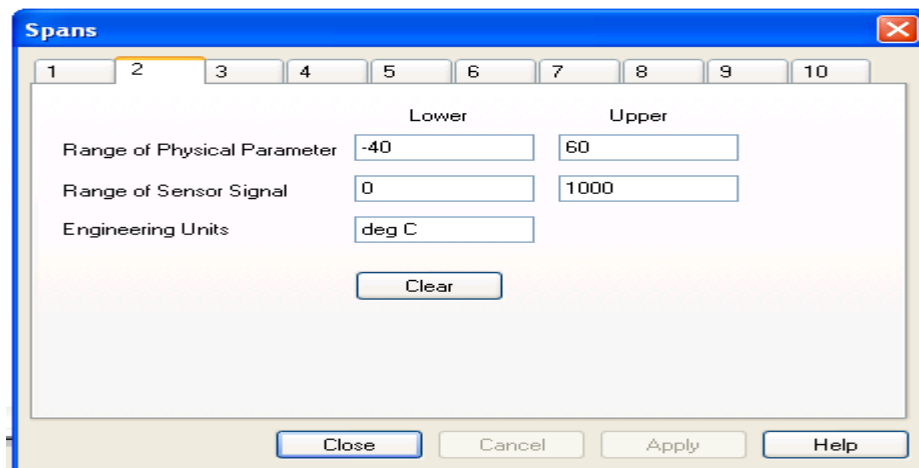 Spans
1 2 3 4 5 6 7 8 9 10
Lower Upper
Range of Physical Parameter -40 60
Range of Sensor Signal 0 1000
Engineering Units deg C
Clear
Close Cancel Apply Help